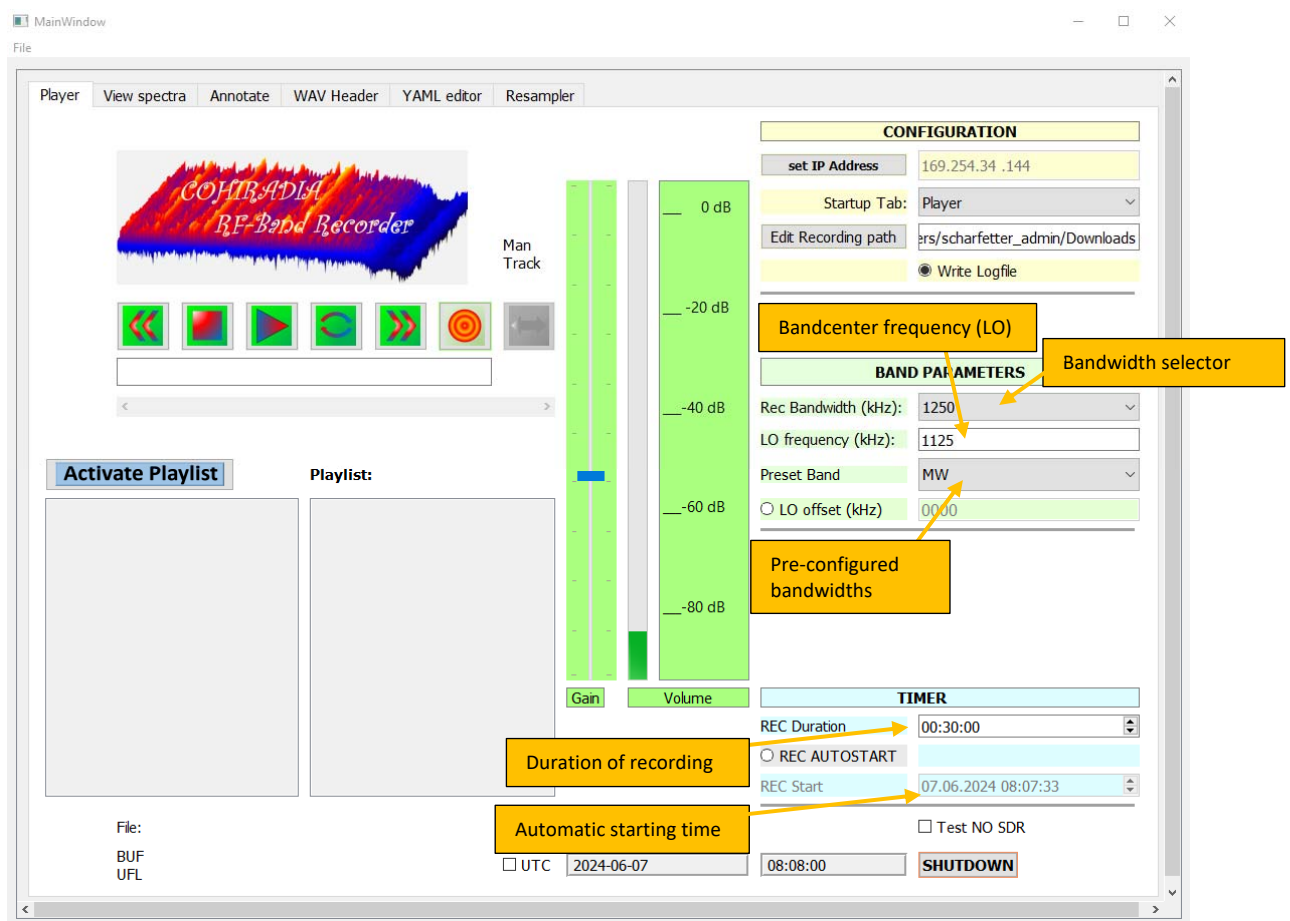 MainWindow
File
Player View spectra Annotate WAV Header YAML editor Resampler
CONFIGURATION
set IP Address 169.254.34 .144
Startup Tab: Player
Edit Recording path ers/scharfetter_admin/Downloads
Write Logfile
COHIRADIA
RF-Band Recorder
Man
Track
0 dB
-20 dB
-40 dB
-60 dB
-80 dB
Gain Volume
Bandcenter frequency (LO)
Bandwidth selector
BAND PARAMETERS
Rec Bandwidth (kHz): 1250
LO frequency (kHz): 1125
Preset Band MW
LO offset (kHz) 0000
Pre-configured
bandwidths
Activate Playlist Playlist:
TIMER
REC Duration 00:30:00
Duration of recording
REC AUTOSTART
REC Start 07.06.2024 08:07:33
Automatic starting time
File:
Test NO SDR
BUF
UFL
UTC 2024-06-07 08:08:00 SHUTDOWN